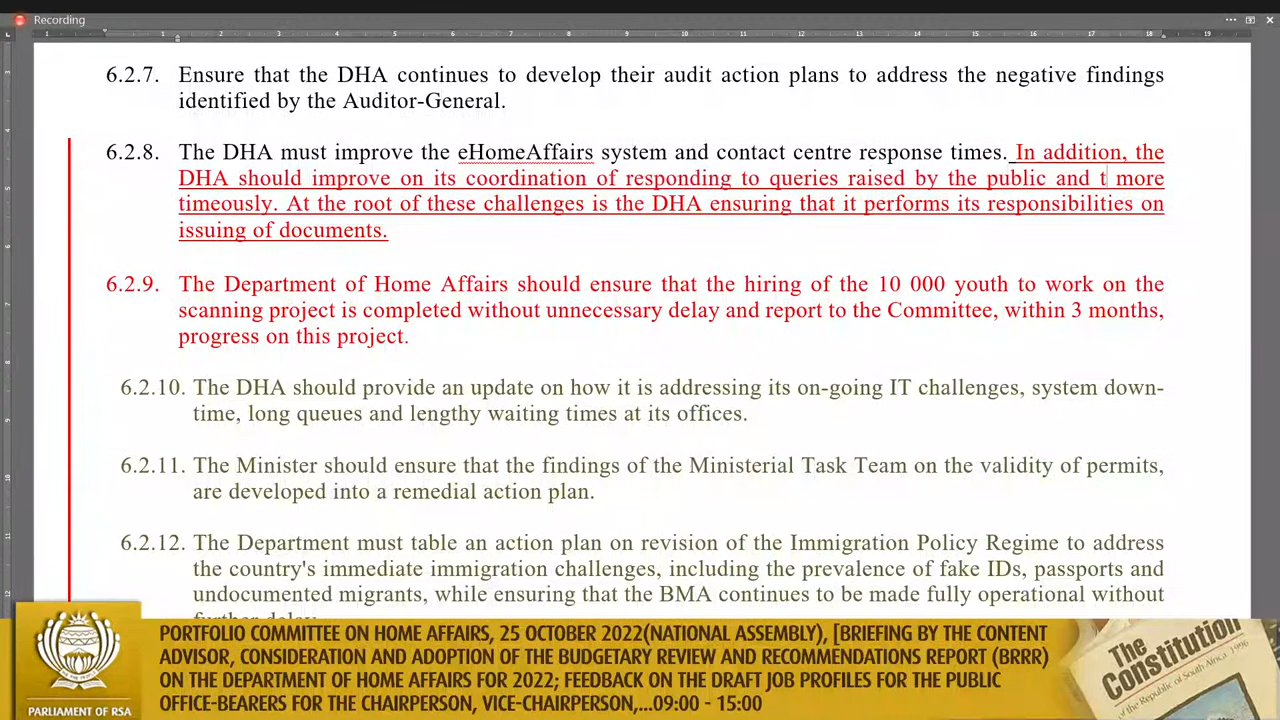 Recording
6.2.7. Ensure that the DHA continues to develop their audit action plans to address the negative findings
identified by the Auditor-General.
6.2.8. The DHA must improve the eHomeAffairs system and contact centre response times. In addition, the
DHA should improve on its coordination of responding to queries raised by the public and t more
timeously. At the root of these challenges is the DHA ensuring that it performs its responsibilities on
issuing of documents.
6.2.9. The Department of Home Affairs should ensure that the hiring of the 10 000 youth to work on the
scanning project is completed without unnecessary delay and report to the Committee, within 3 months,
progress on this project.
6.2.10. The DHA should provide an update on how it is addressing its on-going IT challenges, system down-
time, long queues and lengthy waiting times at its offices.
6.2.11. The Minister should ensure that the findings of the Ministerial Task Team on the validity of permits,
are developed into a remedial action plan.
6.2.12. The Department must table an action plan on revision of the Immigration Policy Regime to address
the country's immediate immigration challenges, including the prevalence of fake IDs, passports and
undocumented migrants, while ensuring that the BMA continues to be made fully operational without
further delay
PORTFOLIO COMMITTEE ON HOME AFFAIRS, 25 OCTOBER 2022(NATIONAL ASSEMBLY), [BRIEFING BY THE CONTENT
ADVISOR, CONSIDERATION AND ADOPTION OF THE BUDGETARY REVIEW AND RECOMMENDATIONS REPORT (BRRR)
ON THE DEPARTMENT OF HOME AFFAIRS FOR 2022; FEEDBACK ON THE DRAFT JOB PROFILES FOR THE PUBLIC
OFFICE-BEARERS FOR THE CHAIRPERSON, VICE-CHAIRPERSON,...09:00 - 15:00
PARLIAMENT OF RSA
The
Constitution
of the Republic of South Africa, 1996